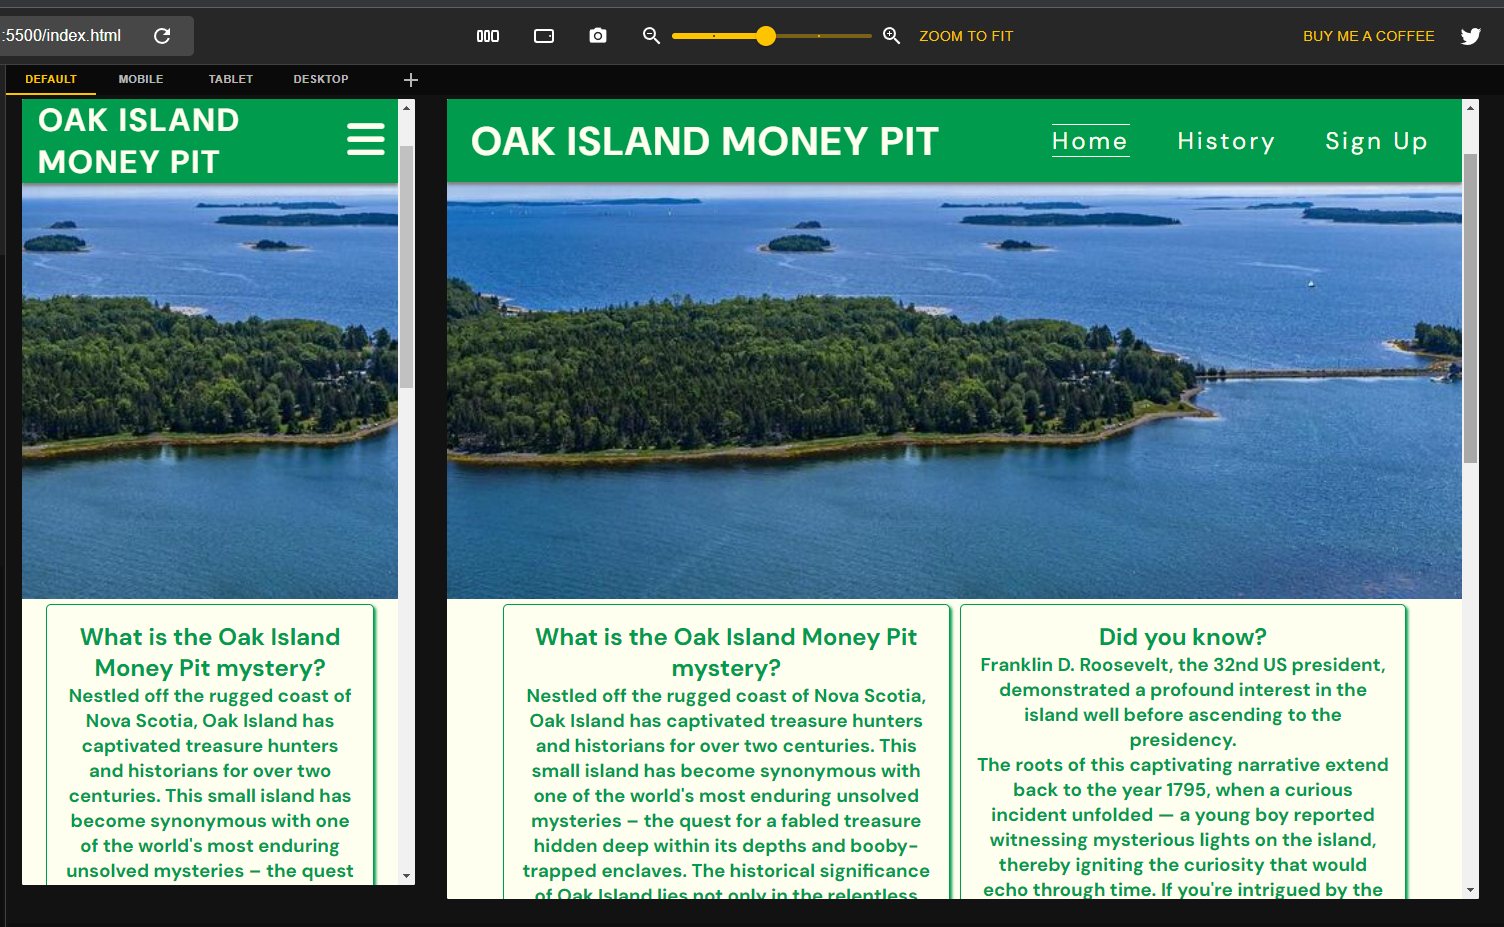 :5500/index.html
ZOOM TO FIT
BUY ME A COFFEE
DEFAULT
MOBILE
TABLET
DESKTOP
OAK ISLAND
MONEY PIT
What is the Oak Island
Money Pit mystery?
Nestled off the rugged coast of
Nova Scotia, Oak Island has
captivated treasure hunters
and historians for over two
centuries. This small island has
become synonymous with one
of the world's most enduring
unsolved mysteries – the quest
OAK ISLAND MONEY PIT
Home
History
Sign Up
What is the Oak Island Money Pit
mystery?
Nestled off the rugged coast of Nova Scotia,
Oak Island has captivated treasure hunters
and historians for over two centuries. This
small island has become synonymous with
one of the world's most enduring unsolved
mysteries – the quest for a fabled treasure
hidden deep within its depths and booby-
trapped enclaves. The historical significance
of Oak Island lies not only in the relentless
Did you know?
Franklin D. Roosevelt, the 32nd US president,
demonstrated a profound interest in the
island well before ascending to the
presidency.
The roots of this captivating narrative extend
back to the year 1795, when a curious
incident unfolded — a young boy reported
witnessing mysterious lights on the island,
thereby igniting the curiosity that would
echo through time. If you're intrigued by the